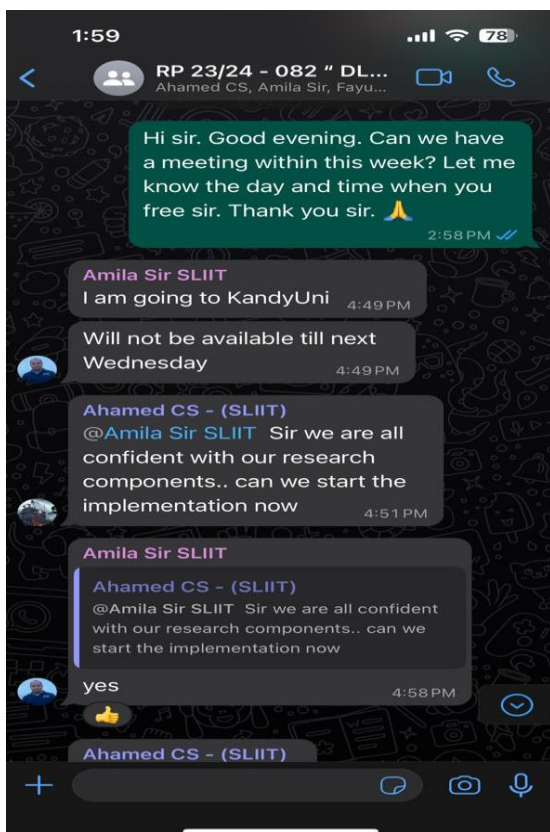 1:59
78
RP 23/24 - 082 “ DL...
Ahamed CS, Amila Sir, Fayu...
Hi sir. Good evening. Can we have
a meeting within this week? Let me
know the day and time when you
free sir. Thank you sir. 🙏
2:58 PM
Amila Sir SLIIT
I am going to KandyUni
4:49 PM
Will not be available till next
Wednesday
4:49 PM
Ahamed CS - (SLIIT)
@Amila Sir SLIIT Sir we are all
confident with our research
components.. can we start the
implementation now
4:51 PM
Amila Sir SLIIT
Ahamed CS - (SLIIT)
@Amila Sir SLIIT Sir we are all confident
with our research components.. can we
start the implementation now
yes
4:58 PM
👍
Ahamed CS - (SLIIT)